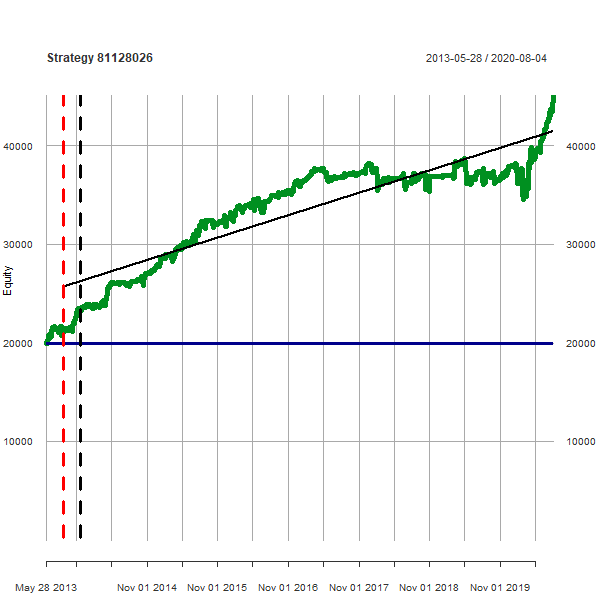 Strategy 81128026
2013-05-28 / 2020-08-04
40000
40000
30000
30000
Equity
20000
20000
10000
10000
May 28 2013
Nov 01 2014
Nov 01 2015
Nov 01 2016
Nov 01 2017
Nov 01 2018
Nov 01 2019